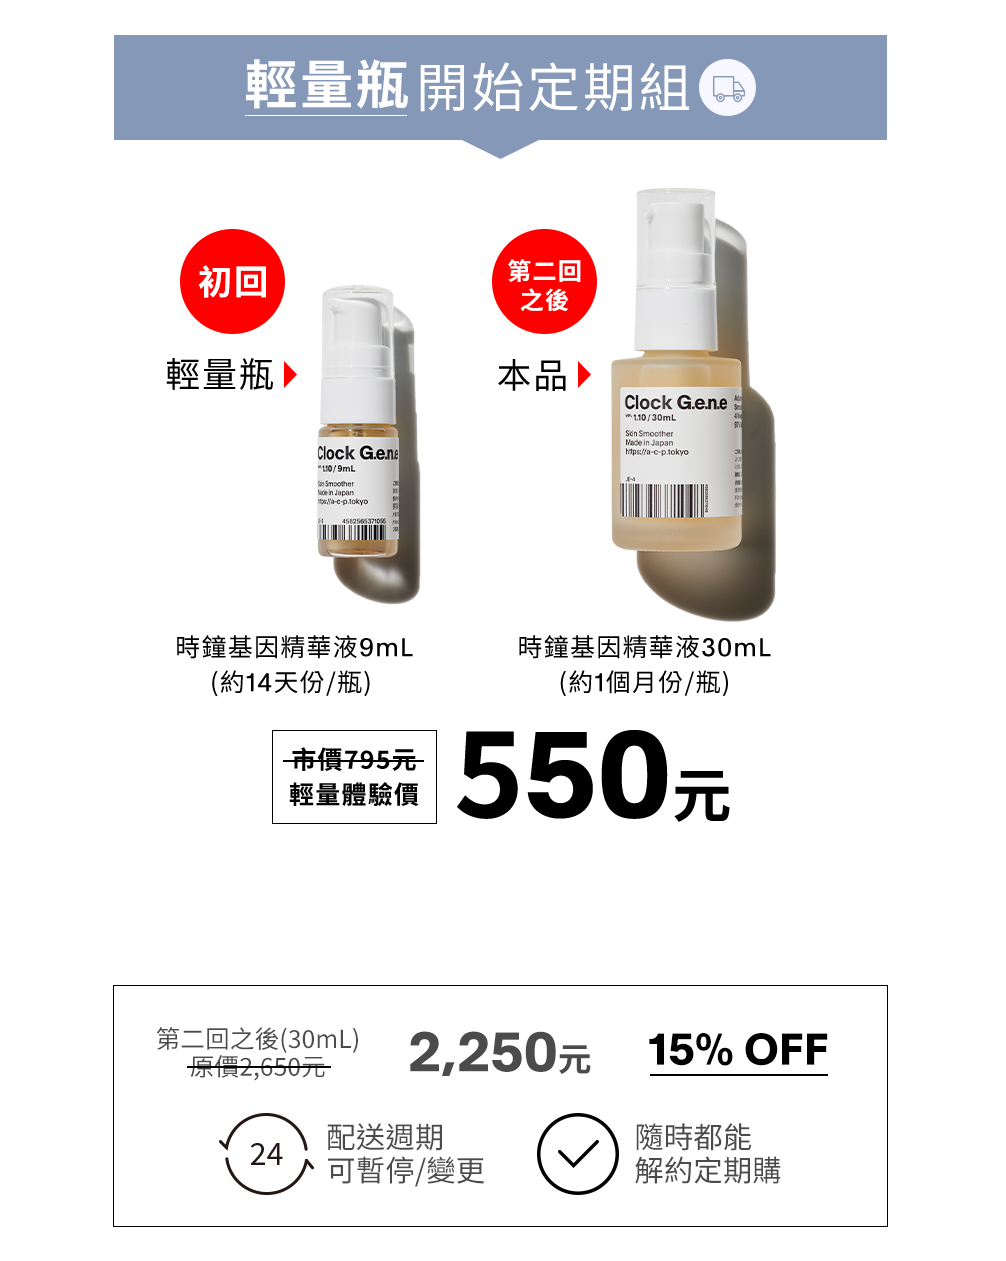 輕量瓶開始定期組
初回
輕量瓶
第二回
之後
本品
Clock G.e.n.e
ver. 1.10 / 9mL
Skin Smoother
Made in Japan
https://a-c-p.tokyo
4582565371055
Clock G.e.n.e
ver. 1.10 / 30mL
Skin Smoother
Made in Japan
https://a-c-p.tokyo
JE-4
時鐘基因精華液9mL
(約14天份/瓶)
時鐘基因精華液30mL
(約1個月份/瓶)
市價795元
輕量體驗價
550元
第二回之後(30mL)
原價2,650元
2,250元
15% OFF
24
配送週期
可暫停/變更
隨時都能
解約定期購